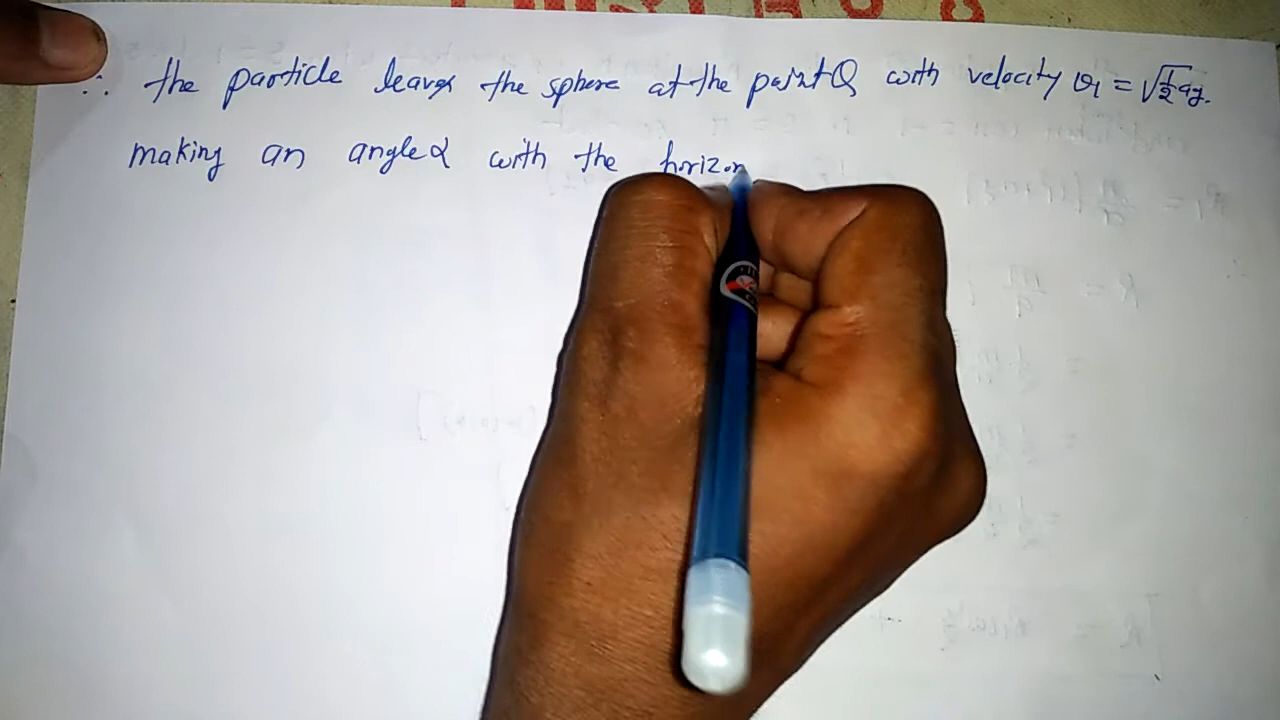 ∴ the particle leaves the sphere at the point Q with velocity v₁ = √(½ag).
making an angle α with the horizon